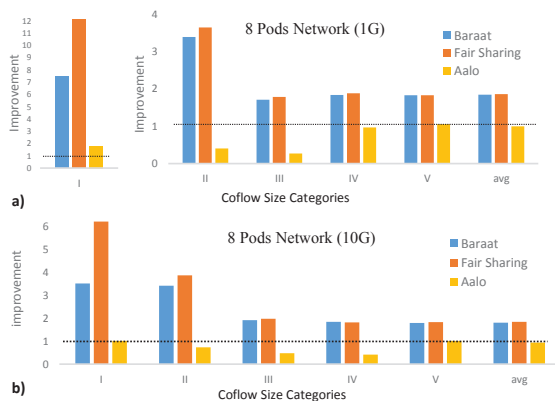 8 Pods Network (1G)
Improvement
12
11
10
9
8
7
6
5
4
3
2
1
0
I
Improvement
4
3
2
1
0
Baraat
Fair Sharing
Aalo
II III IV V avg
a)
Coflow Size Categories
8 Pods Network (10G)
improvement
6
5
4
3
2
1
0
Baraat
Fair Sharing
Aalo
I II III IV V avg
b)
Coflow Size Categories